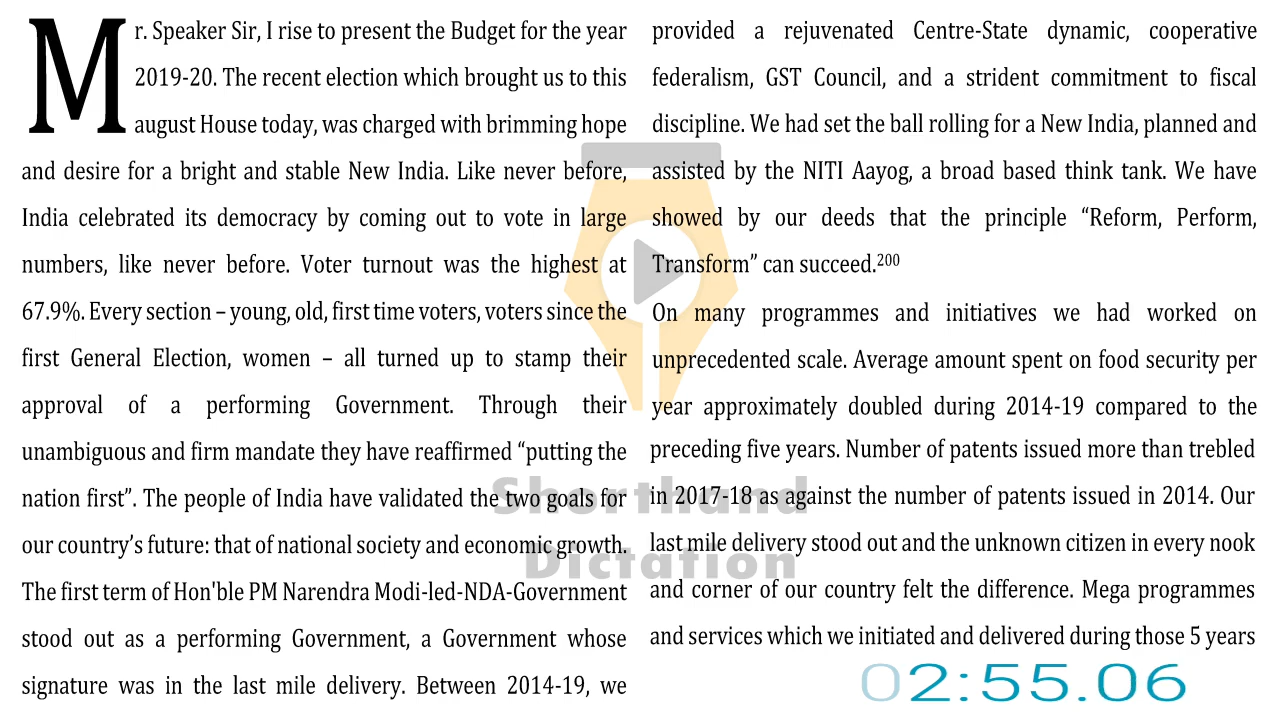 Mr. Speaker Sir, I rise to present the Budget for the year
2019-20. The recent election which brought us to this
august House today, was charged with brimming hope
and desire for a bright and stable New India. Like never before,
India celebrated its democracy by coming out to vote in large
numbers, like never before. Voter turnout was the highest at
67.9%. Every section – young, old, first time voters, voters since the
first General Election, women – all turned up to stamp their
approval of a performing Government. Through their
unambiguous and firm mandate they have reaffirmed “putting the
nation first”. The people of India have validated the two goals for
our country’s future: that of national society and economic growth.
The first term of Hon'ble PM Narendra Modi-led-NDA-Government
stood out as a performing Government, a Government whose
signature was in the last mile delivery. Between 2014-19, we
provided a rejuvenated Centre-State dynamic, cooperative
federalism, GST Council, and a strident commitment to fiscal
discipline. We had set the ball rolling for a New India, planned and
assisted by the NITI Aayog, a broad based think tank. We have
showed by our deeds that the principle “Reform, Perform,
Transform” can succeed.200
On many programmes and initiatives we had worked on
unprecedented scale. Average amount spent on food security per
year approximately doubled during 2014-19 compared to the
preceding five years. Number of patents issued more than trebled
in 2017-18 as against the number of patents issued in 2014. Our
last mile delivery stood out and the unknown citizen in every nook
and corner of our country felt the difference. Mega programmes
and services which we initiated and delivered during those 5 years
Shorthand
Dictation
02:55.06